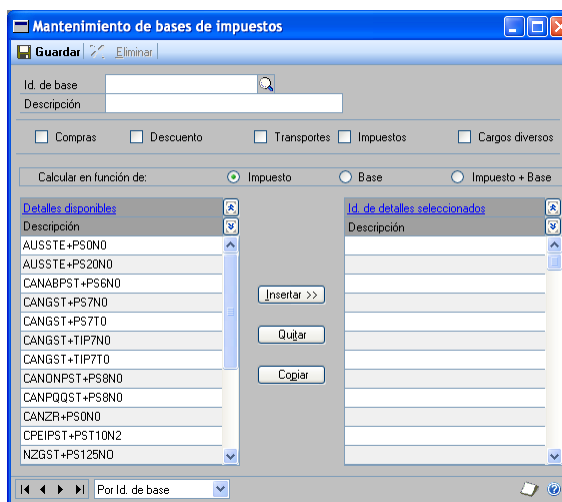 Mantenimiento de bases de impuestos
Guardar Eliminar
Id. de base
Descripción
Compras Descuento Transportes Impuestos Cargos diversos
Calcular en función de: Impuesto Base Impuesto + Base
Detalles disponibles Id. de detalles seleccionados
Descripción Descripción
AUSSTE+PS0N0
AUSSTE+PS20N0
CANABPST+PS6N0
CANGST+PS7N0
CANGST+PS7T0
CANGST+TIP7N0
CANGST+TIP7T0
CANONPST+PS8N0
CANPQQST+PS8N0
CANZR+PS0N0
CPEIPST+PST10N2
NZGST+PS125N0
Insertar >>
Quitar
Copiar
Por Id. de base